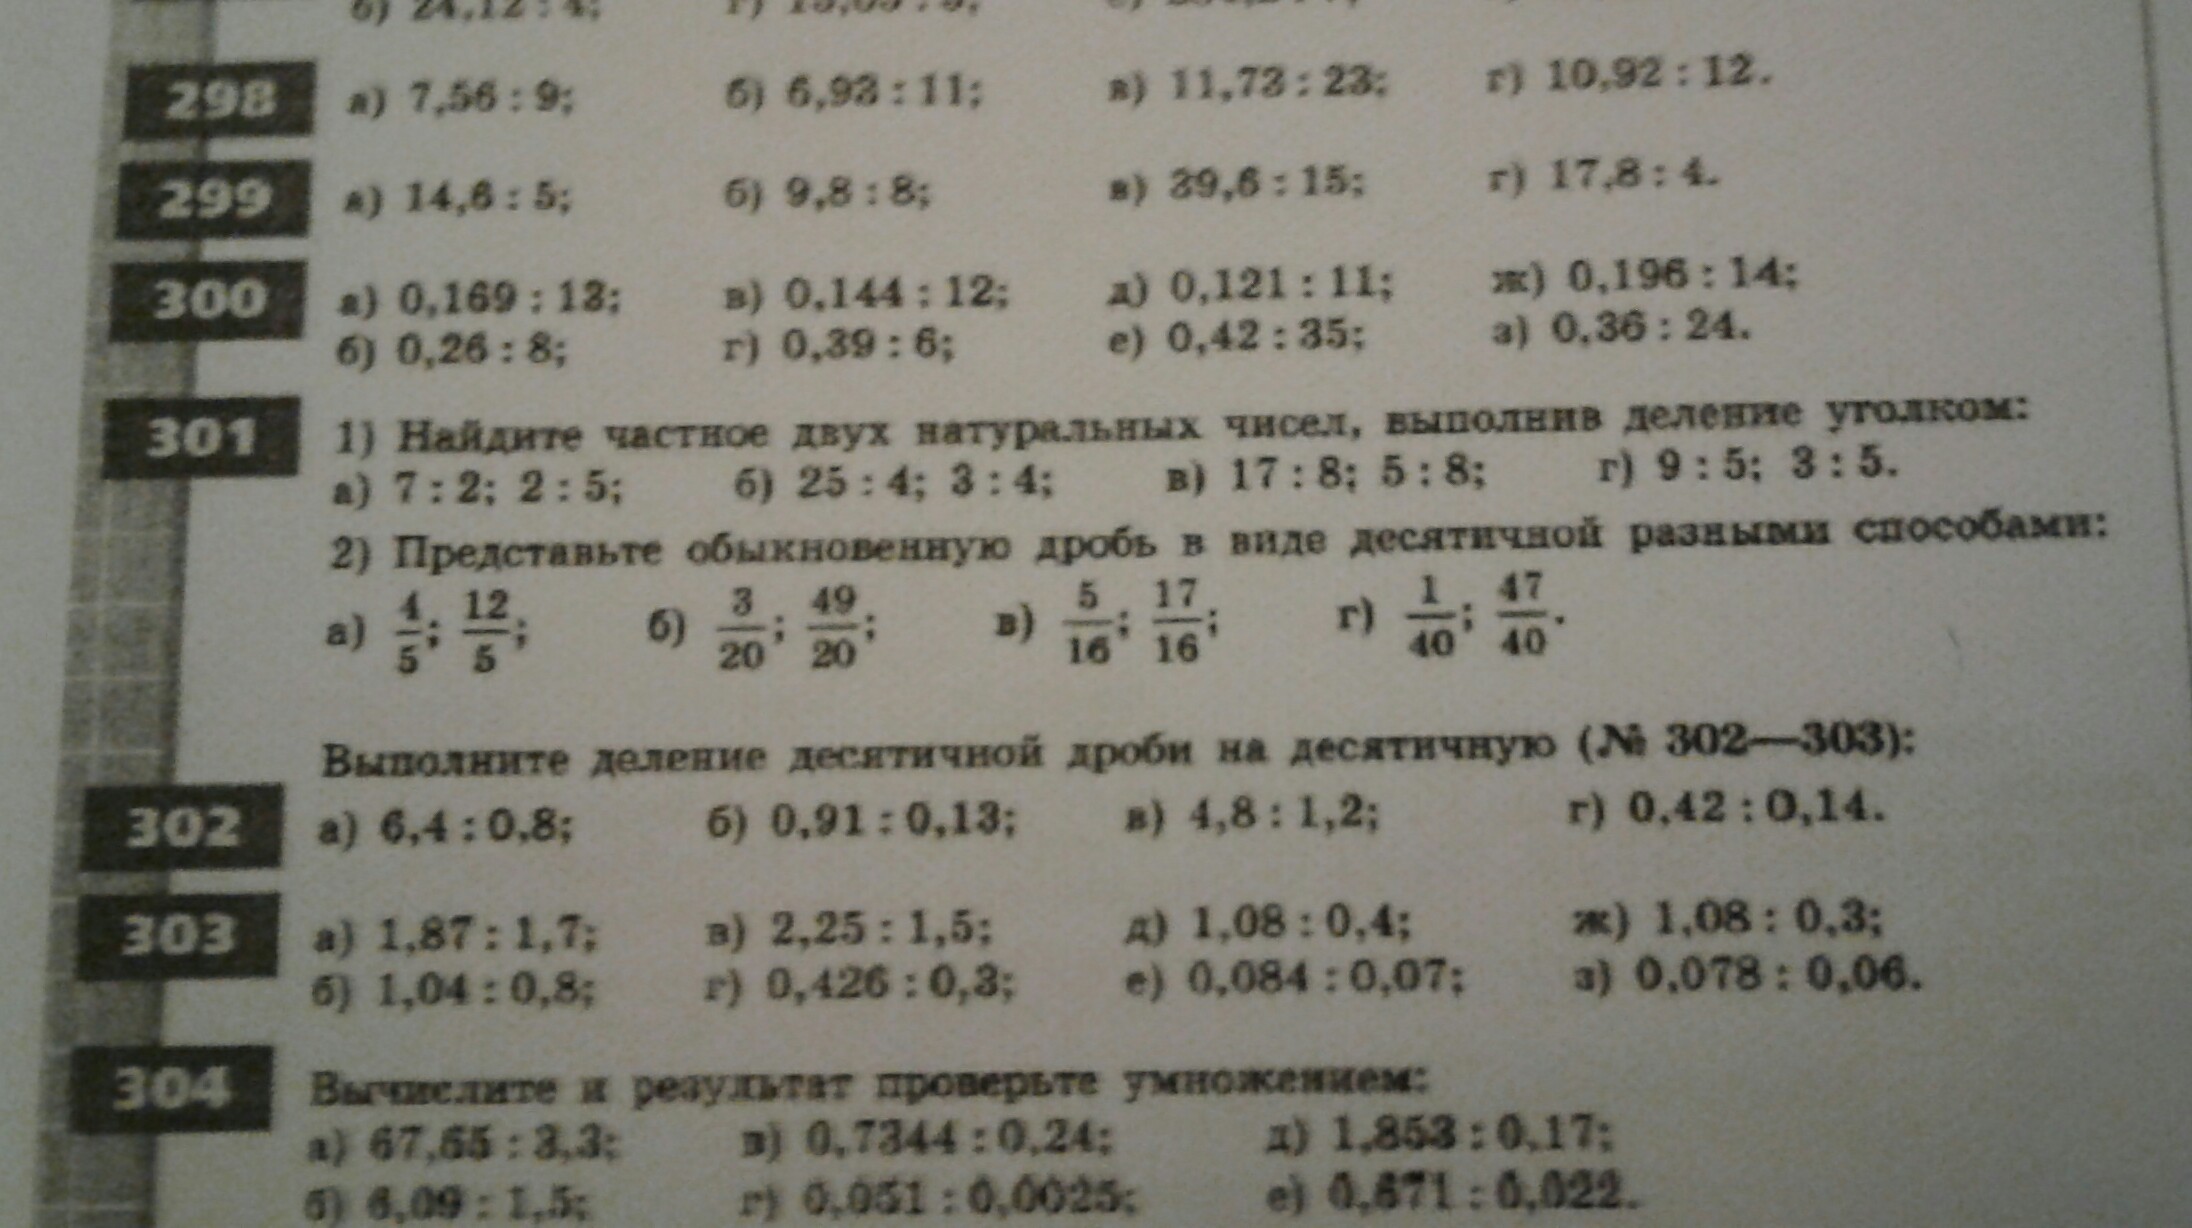 б) 24,12 : 4;
298 а) 7,56 : 9; б) 6,93 : 11; в) 11,73 : 23; г) 10,92 : 12.
299 а) 14,6 : 5; б) 9,8 : 8; в) 39,6 : 15; г) 17,8 : 4.
300 а) 0,169 : 13; в) 0,144 : 12; д) 0,121 : 11; ж) 0,196 : 14;
б) 0,26 : 8; г) 0,39 : 6; е) 0,42 : 35; з) 0,36 : 24.
301 1) Найдите частное двух натуральных чисел, выполнив деление уголком:
а) 7 : 2; 2 : 5; б) 25 : 4; 3 : 4; в) 17 : 8; 5 : 8; г) 9 : 5; 3 : 5.
2) Представьте обыкновенную дробь в виде десятичной разными способами:
а) 4/5; 12/5; б) 3/20; 49/20; в) 5/16; 17/16; г) 1/40; 47/40.
Выполните деление десятичной дроби на десятичную (№ 302—303):
302 а) 6,4 : 0,8; б) 0,91 : 0,13; в) 4,8 : 1,2; г) 0,42 : 0,14.
303 а) 1,87 : 1,7; в) 2,25 : 1,5; д) 1,08 : 0,4; ж) 1,08 : 0,3;
б) 1,04 : 0,8; г) 0,426 : 0,3; е) 0,084 : 0,07; з) 0,078 : 0,06.
304 Вычислите и результат проверьте умножением:
а) 67,65 : 3,3; в) 0,7344 : 0,24; д) 1,853 : 0,17;
б) 6,09 : 1,5; г) 0,051 : 0,0025; е) 0,671 : 0,022.